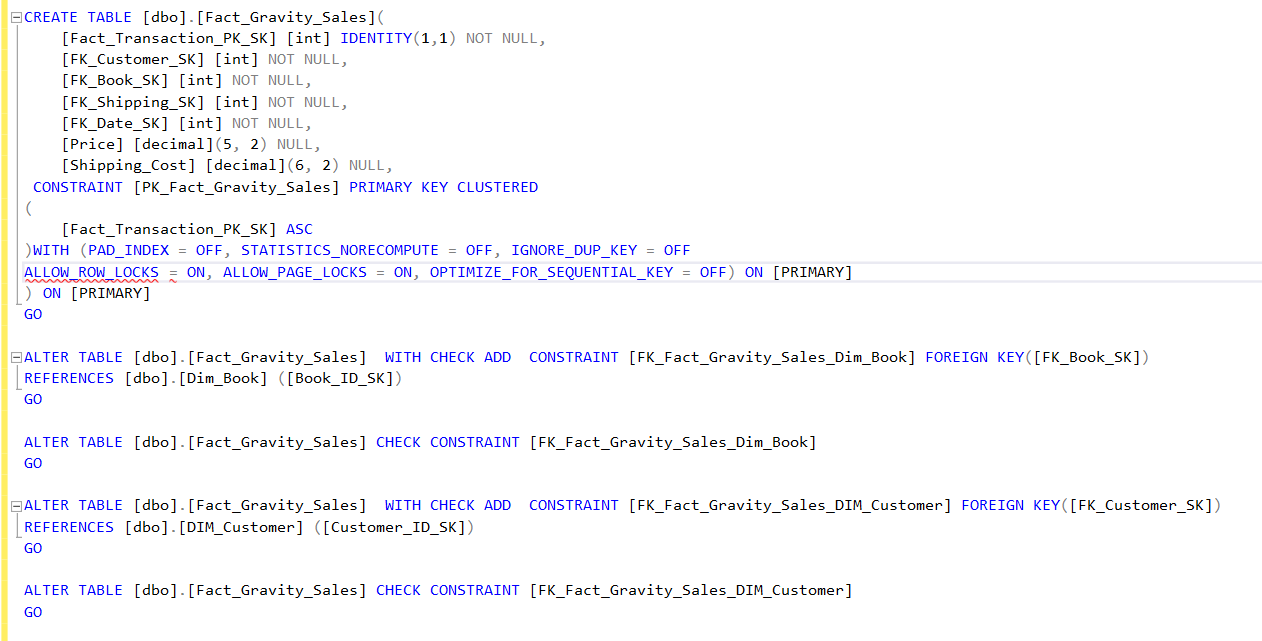 CREATE TABLE [dbo].[Fact_Gravity_Sales](
    [Fact_Transaction_PK_SK] [int] IDENTITY(1,1) NOT NULL,
    [FK_Customer_SK] [int] NOT NULL,
    [FK_Book_SK] [int] NOT NULL,
    [FK_Shipping_SK] [int] NOT NULL,
    [FK_Date_SK] [int] NOT NULL,
    [Price] [decimal](5, 2) NULL,
    [Shipping_Cost] [decimal](6, 2) NULL,
 CONSTRAINT [PK_Fact_Gravity_Sales] PRIMARY KEY CLUSTERED
(
    [Fact_Transaction_PK_SK] ASC
)WITH (PAD_INDEX = OFF, STATISTICS_NORECOMPUTE = OFF, IGNORE_DUP_KEY = OFF
ALLOW_ROW_LOCKS = ON, ALLOW_PAGE_LOCKS = ON, OPTIMIZE_FOR_SEQUENTIAL_KEY = OFF) ON [PRIMARY]
) ON [PRIMARY]
GO

ALTER TABLE [dbo].[Fact_Gravity_Sales]  WITH CHECK ADD  CONSTRAINT [FK_Fact_Gravity_Sales_Dim_Book] FOREIGN KEY([FK_Book_SK])
REFERENCES [dbo].[Dim_Book] ([Book_ID_SK])
GO

ALTER TABLE [dbo].[Fact_Gravity_Sales] CHECK CONSTRAINT [FK_Fact_Gravity_Sales_Dim_Book]
GO

ALTER TABLE [dbo].[Fact_Gravity_Sales]  WITH CHECK ADD  CONSTRAINT [FK_Fact_Gravity_Sales_DIM_Customer] FOREIGN KEY([FK_Customer_SK])
REFERENCES [dbo].[DIM_Customer] ([Customer_ID_SK])
GO

ALTER TABLE [dbo].[Fact_Gravity_Sales] CHECK CONSTRAINT [FK_Fact_Gravity_Sales_DIM_Customer]
GO